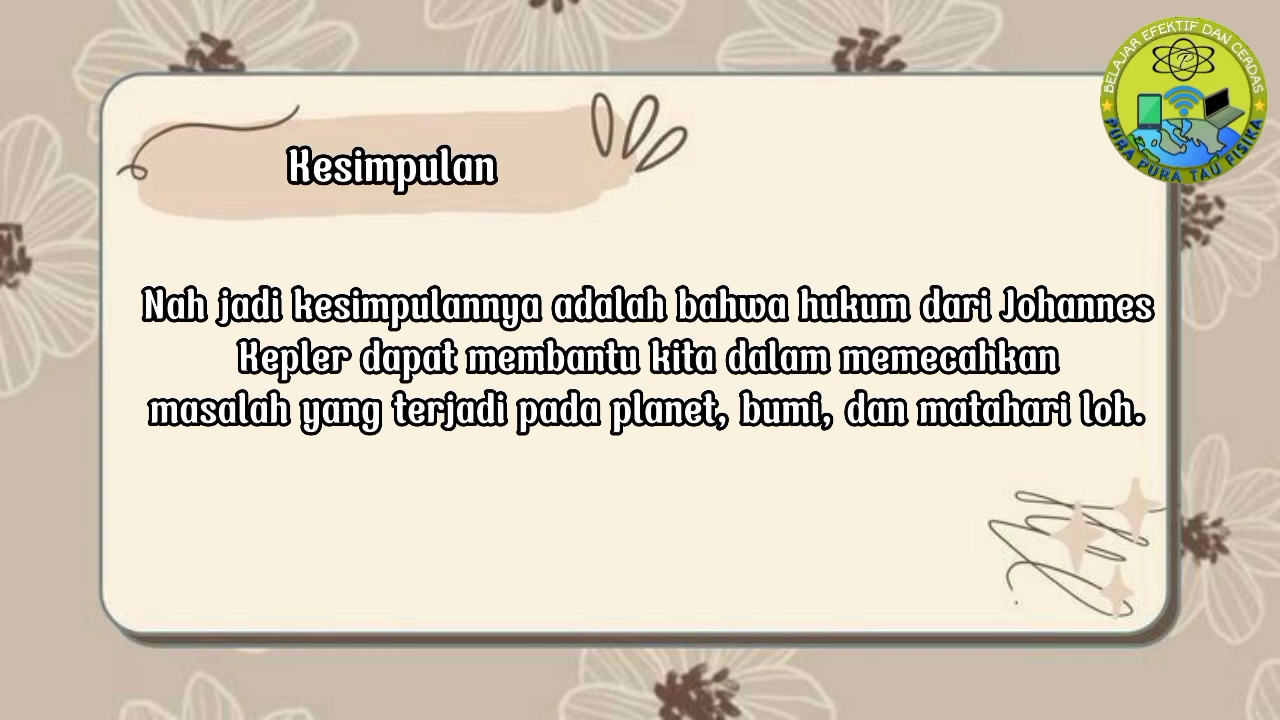 BELAJAR EFEKTIF DAN CERDAS
PURA PURA TAU FISIKA
Kesimpulan
Nah jadi kesimpulannya adalah bahwa hukum dari Johannes
Kepler dapat membantu kita dalam memecahkan
masalah yang terjadi pada planet, bumi, dan matahari loh.